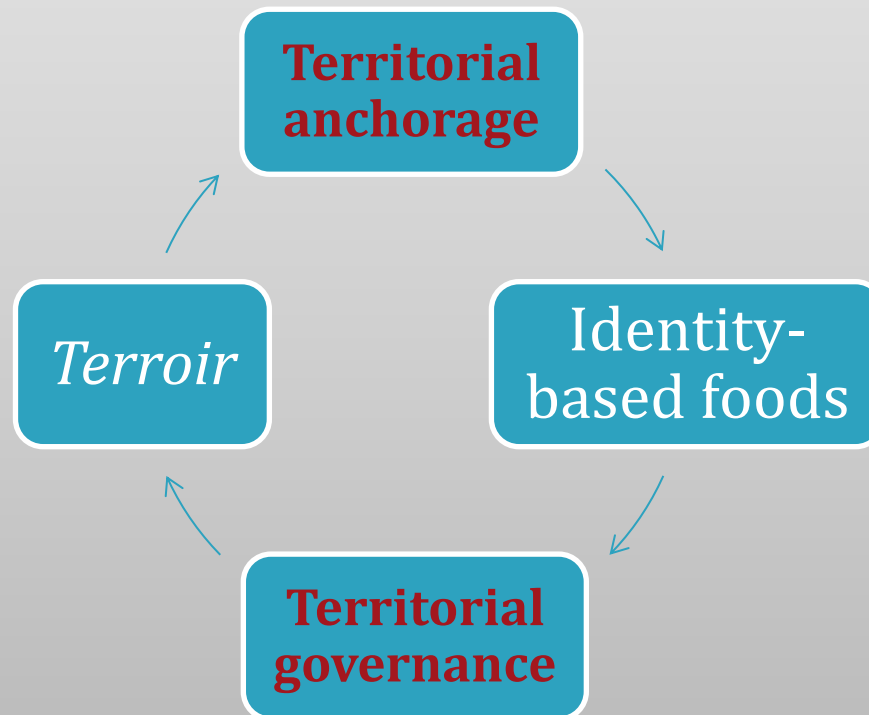 Territorial
anchorage
Terroir
Identity-
based foods
Territorial
governance